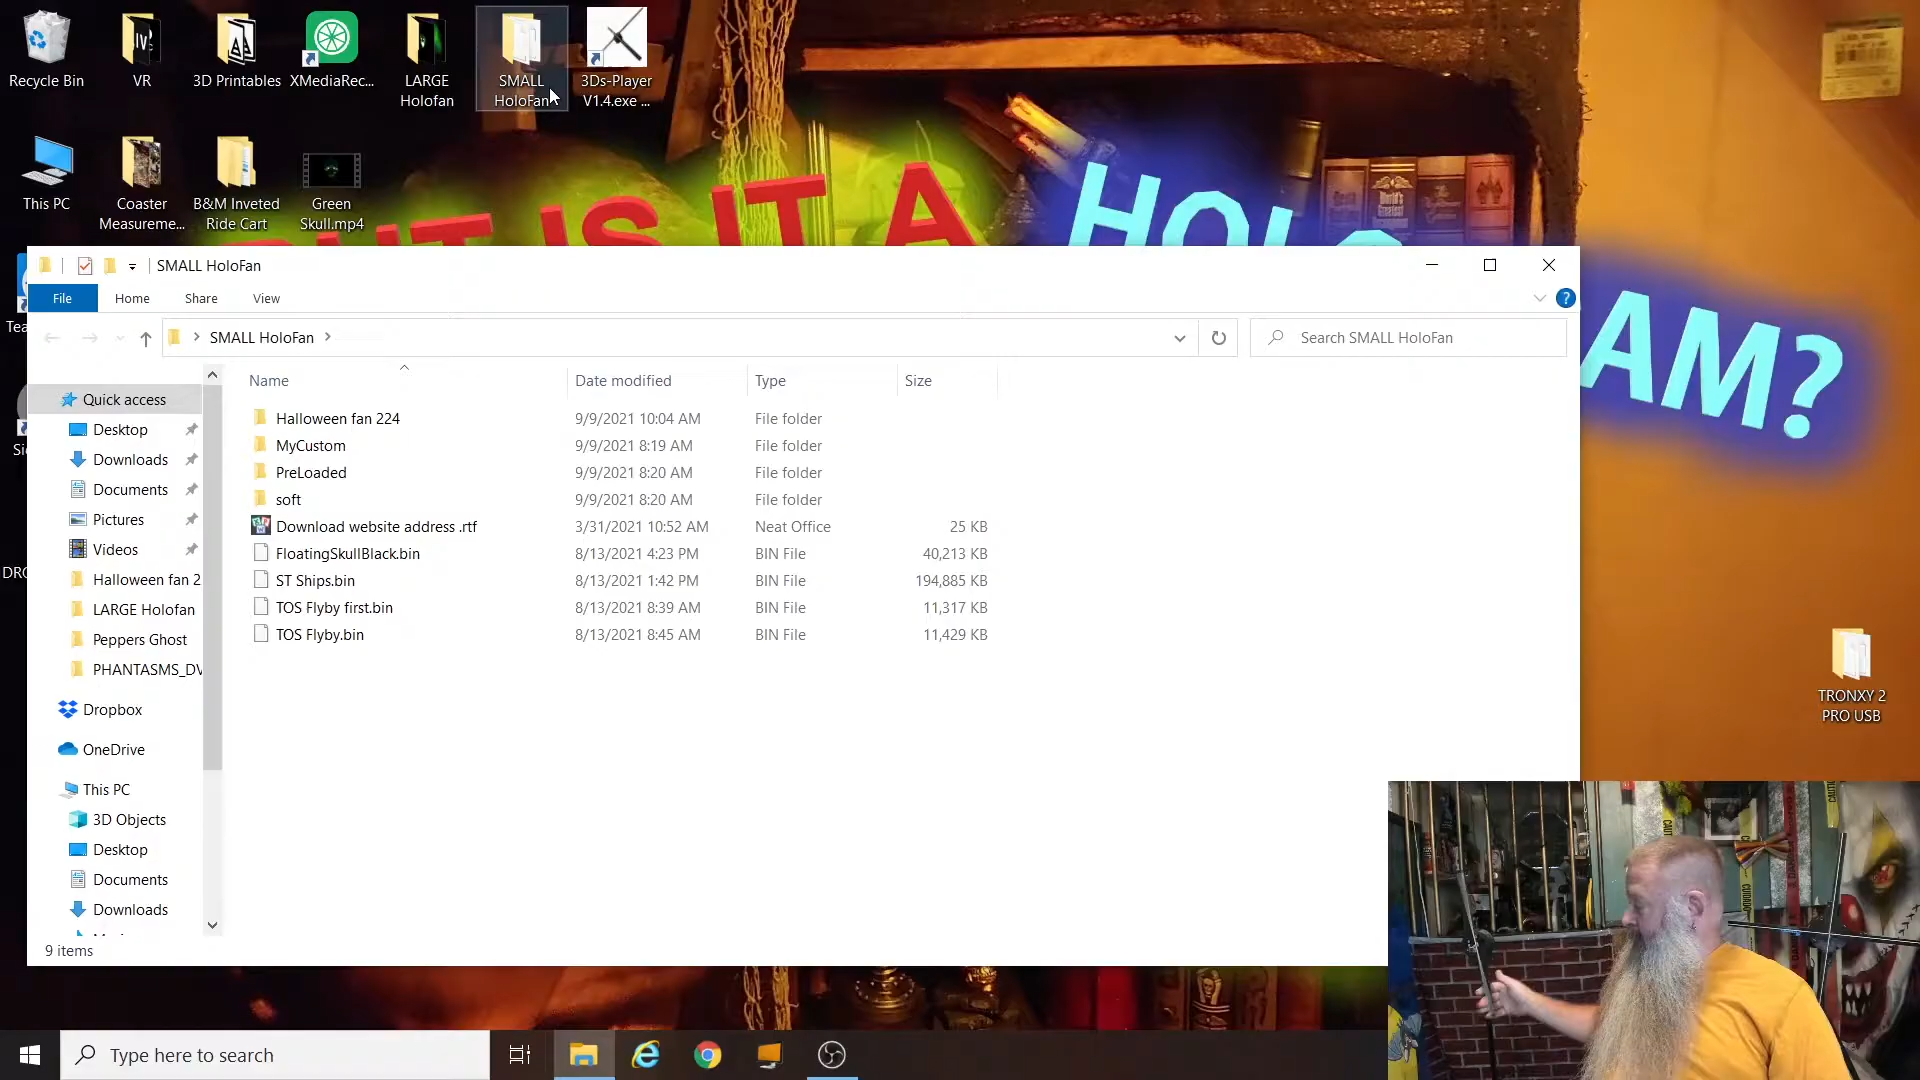 Recycle Bin
VR
3D Printables
XMediaRec...
LARGE
Holofan
SMALL
HoloFan
3Ds-Player
V1.4.exe ...
This PC
Coaster
Measureme...
B&M Inveted
Ride Cart
Green
Skull.mp4
IS IT A
AM?
SMALL HoloFan
File
Home
Share
View
SMALL HoloFan
Search SMALL HoloFan
Name
Date modified
Type
Size
Quick access
Desktop
Downloads
Documents
Pictures
Videos
Halloween fan 2
LARGE Holofan
Peppers Ghost
PHANTASMS_DV
Dropbox
OneDrive
This PC
3D Objects
Desktop
Documents
Downloads
Halloween fan 224 9/9/2021 10:04 AM File folder
MyCustom 9/9/2021 8:19 AM File folder
PreLoaded 9/9/2021 8:20 AM File folder
soft 9/9/2021 8:20 AM File folder
Download website address .rtf 3/31/2021 10:52 AM Neat Office 25 KB
FloatingSkullBlack.bin 8/13/2021 4:23 PM BIN File 40,213 KB
ST Ships.bin 8/13/2021 1:42 PM BIN File 194,885 KB
TOS Flyby first.bin 8/13/2021 8:39 AM BIN File 11,317 KB
TOS Flyby.bin 8/13/2021 8:45 AM BIN File 11,429 KB
9 items
TRONXY 2
PRO USB
Type here to search